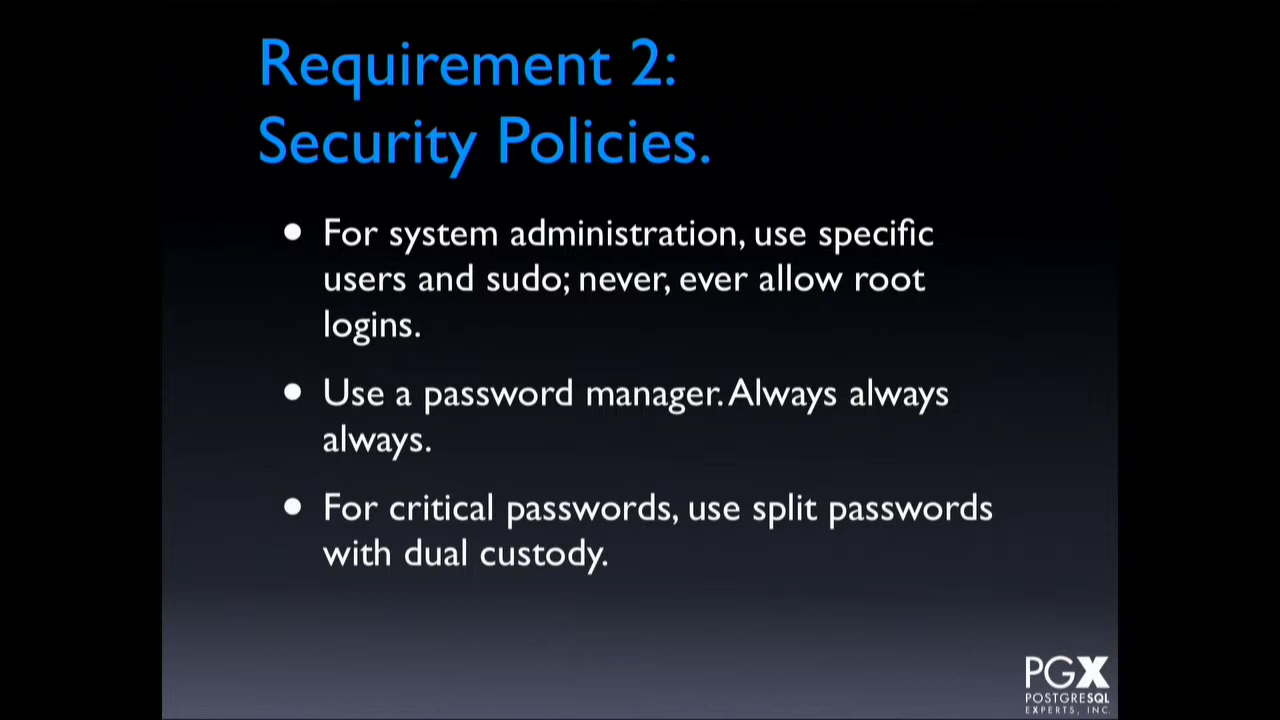 Requirement 2:
Security Policies.
• For system administration, use specific
users and sudo; never, ever allow root
logins.
• Use a password manager. Always always
always.
• For critical passwords, use split passwords
with dual custody.
PGX
POSTGRESQL
EXPERTS, INC.